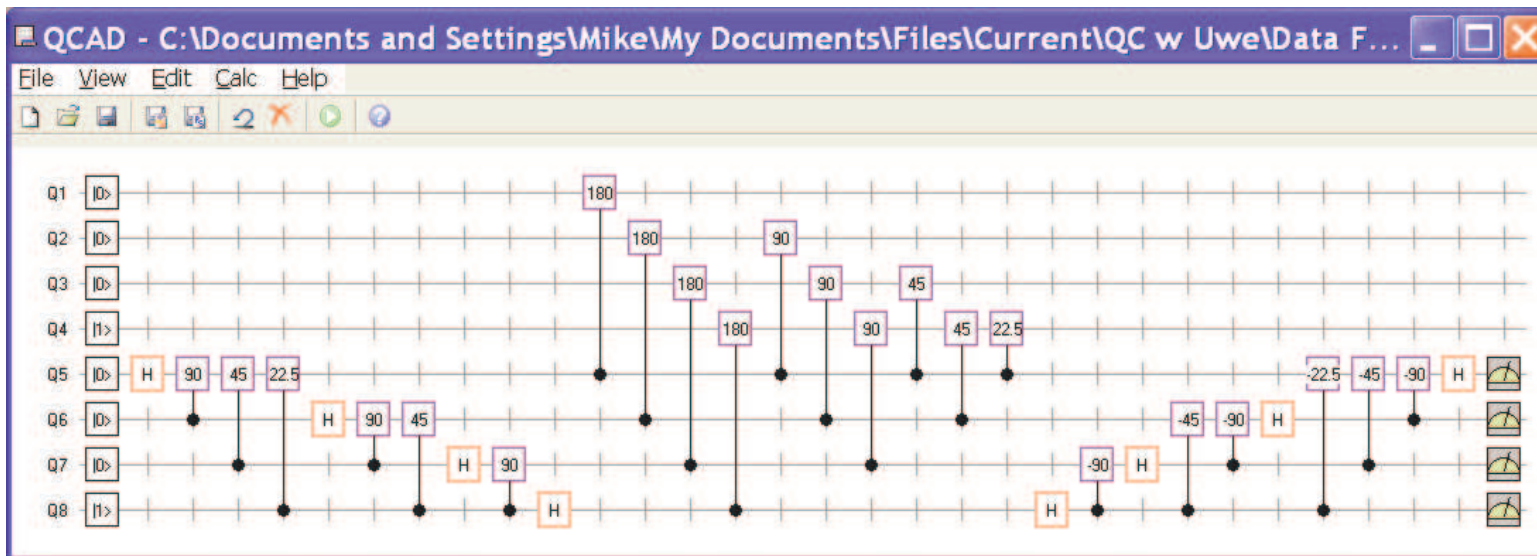 QCAD - C:\Documents and Settings\Mike\My Documents\Files\Current\QC w Uwe\Data F...
File View Edit Calc Help
Q1 |0> 180
Q2 |0> 180 90
Q3 |0> 180 90 45
Q4 |1> 180 90 45 22.5
Q5 |0> H 90 45 22.5 -22.5 -45 -90 H
Q6 |0> H 90 45 -45 -90 H
Q7 |0> H 90 -90 H
Q8 |1> H H